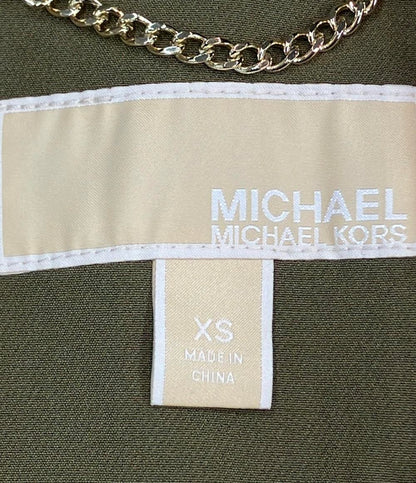 MICHAEL
MICHAEL KORS
XS
MADE IN
CHINA